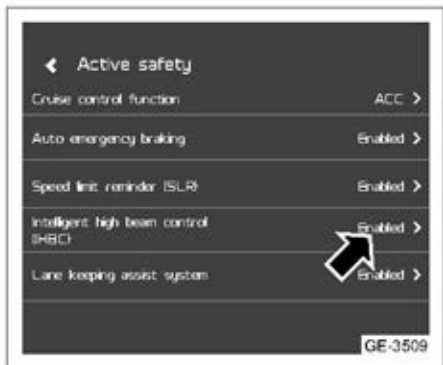 Active safety
Cruise control function ACC >
Auto emergency braking Enabled >
Speed limit reminder (SLR) Enabled >
Intelligent high beam control
(IHBC) Enabled >
Lane keeping assist system Enabled >
GE-3509